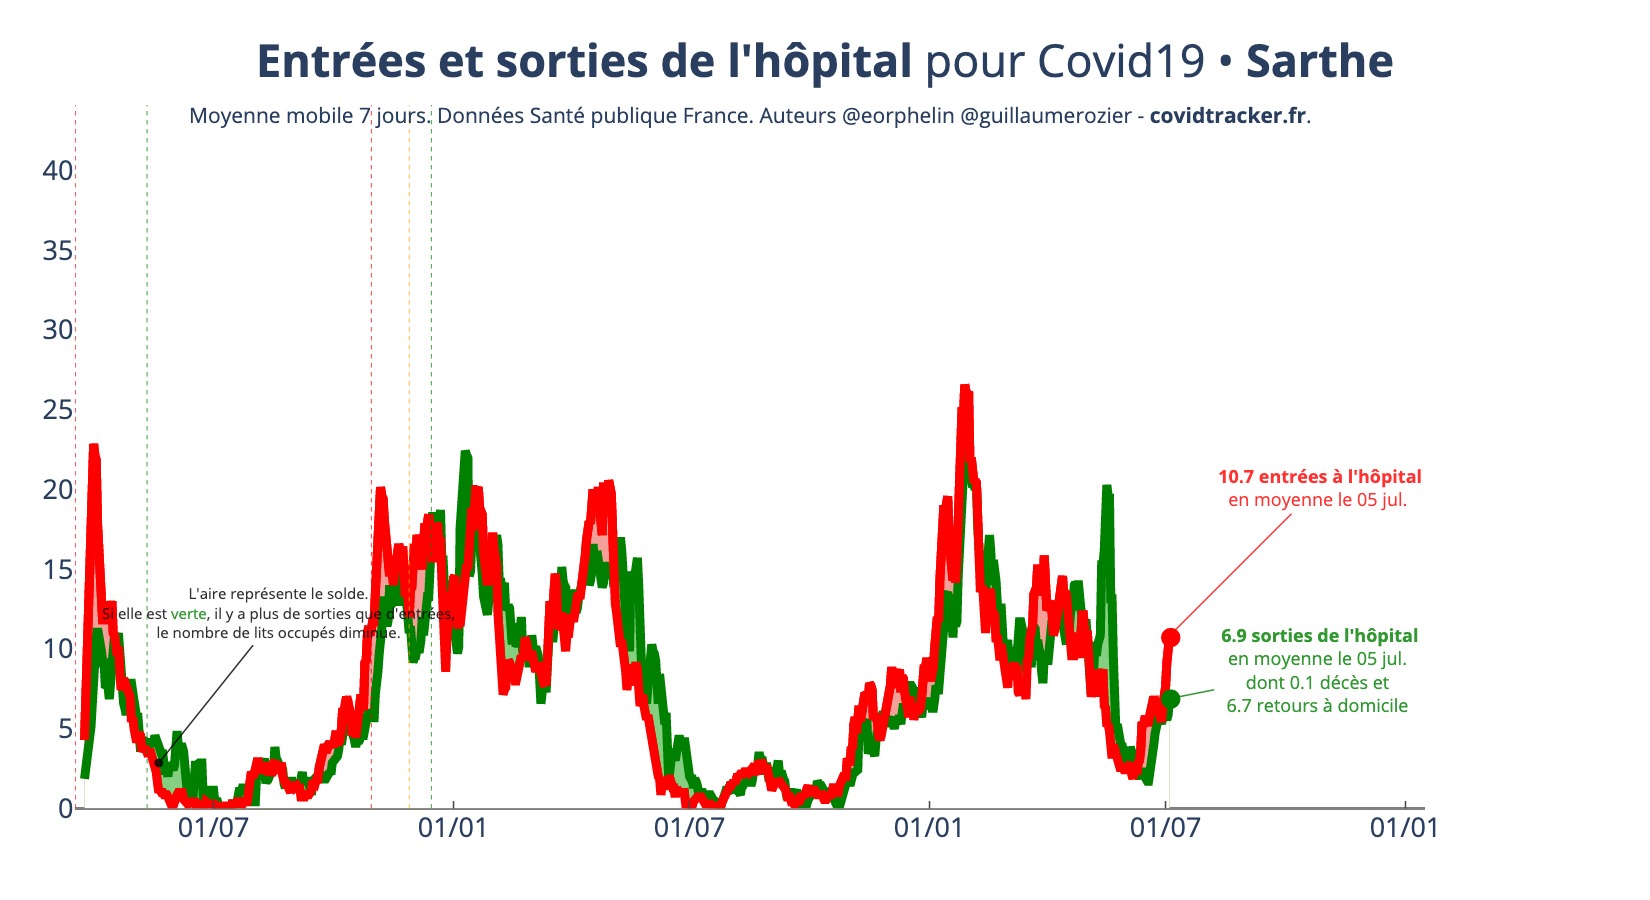 Entrées et sorties de l'hôpital pour Covid19 • Sarthe
Moyenne mobile 7 jours. Données Santé publique France. Auteurs @eorphelin @guillaumerozier - covidtracker.fr.
40
35
30
25
20
15
10
5
0
L'aire représente le solde.
Si elle est verte, il y a plus de sorties que d'entrées,
le nombre de lits occupés diminue.
10.7 entrées à l'hôpital
en moyenne le 05 jul.
6.9 sorties de l'hôpital
en moyenne le 05 jul.
dont 0.1 décès et
6.7 retours à domicile
01/07
01/01
01/07
01/01
01/07
01/01